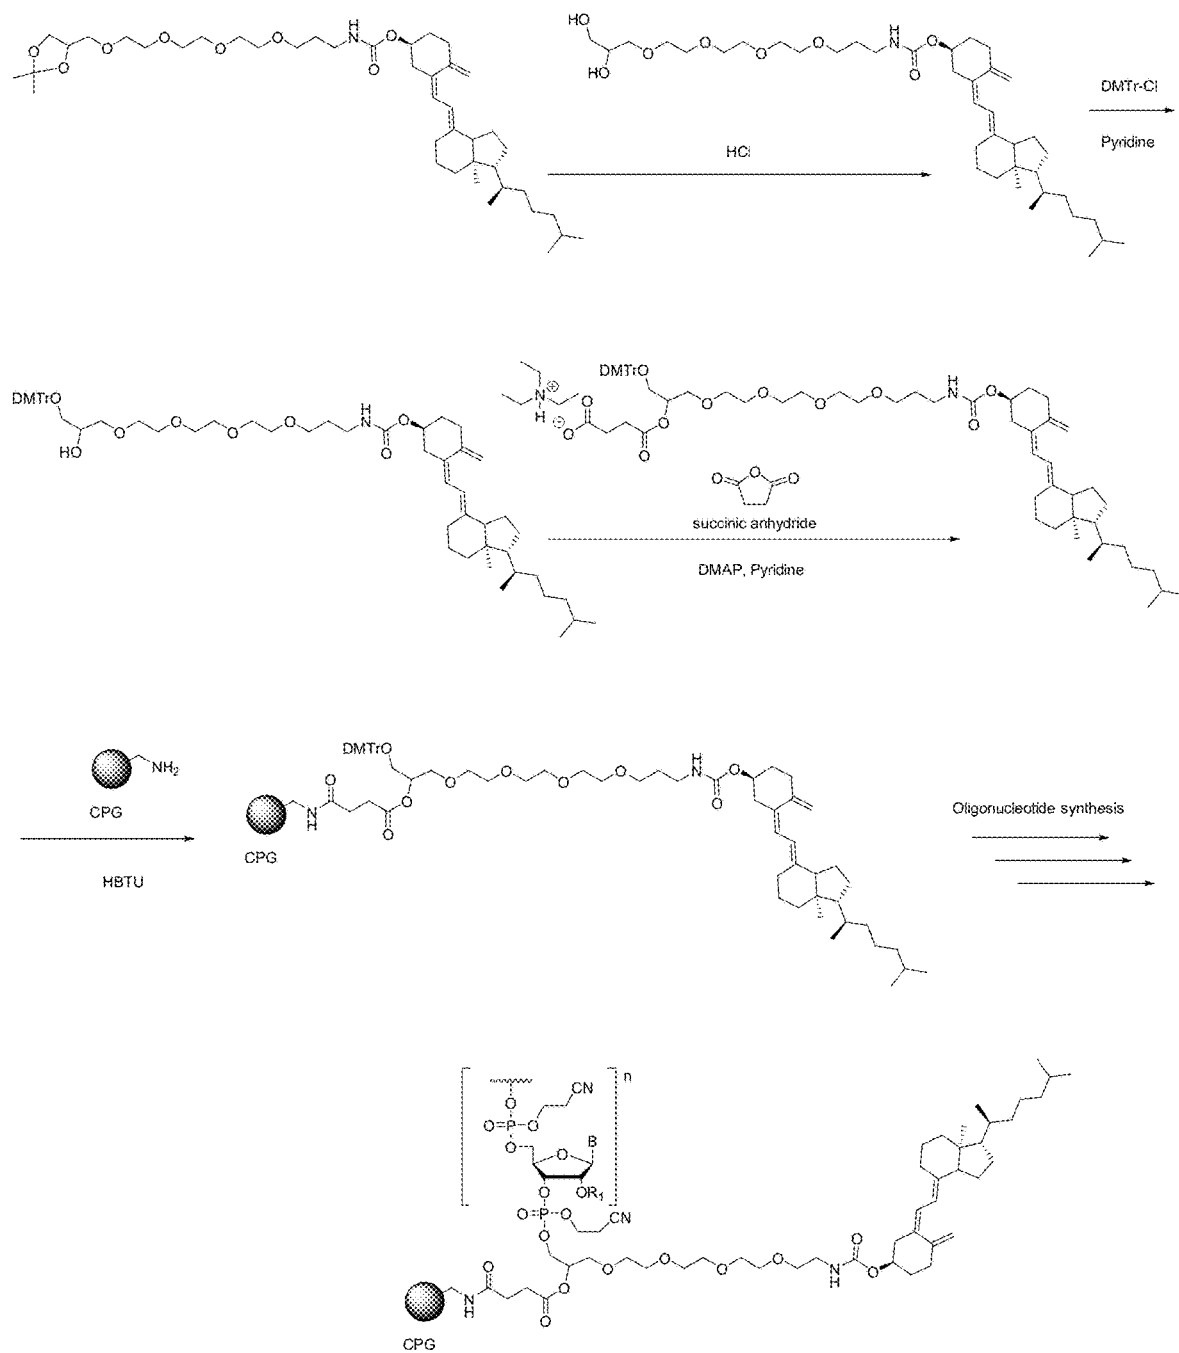 O O O O O O H N O O
HO HO O O O O H N O O
DMTr-Cl
Pyridine
HCl
DMTrO HO O O O O H N O O
N H O O O O
DMTrO O O O O H N O O
O O O
succinic anhydride
DMAP, Pyridine
NH2
CPG
HBTU
DMTrO
O N H O O O O O O H N O O
CPG
Oligonucleotide synthesis
n
O CN
O=P O
O O B
O OR1
O=P O CN
O O O O O N H O O
N H O O O
CPG